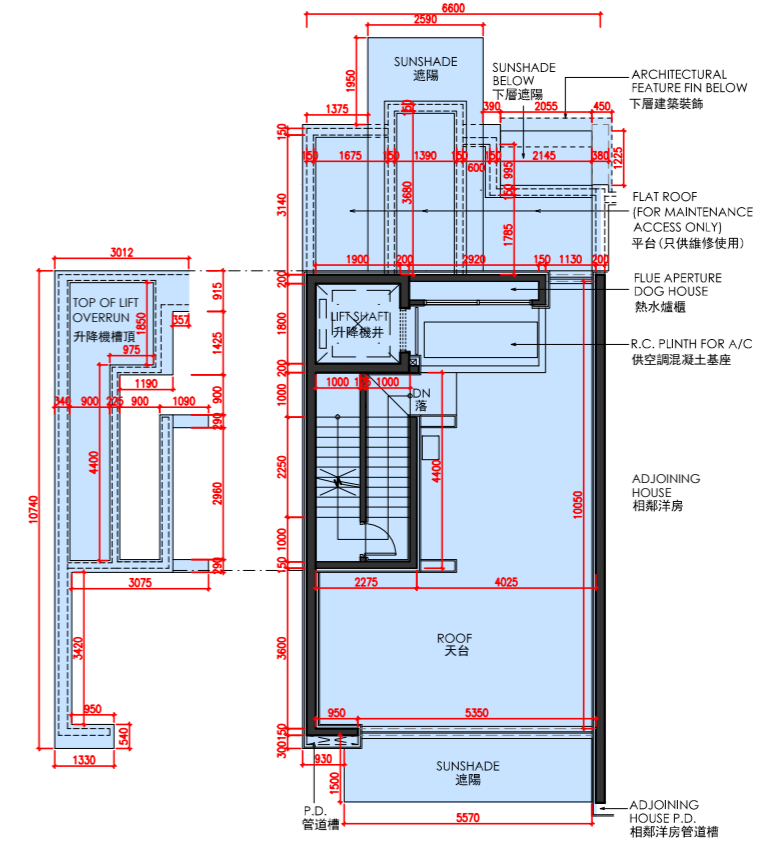 6600
2590
SUNSHADE
遮陽
1950
SUNSHADE
BELOW
下層遮陽
ARCHITECTURAL
FEATURE FIN BELOW
下層建築裝飾
1375
390
2055
450
150
150
150
1675
150
1390
150
150
2145
380
1225
600
995
150
3140
3680
1785
FLAT ROOF
(FOR MAINTENANCE
ACCESS ONLY)
平台(只供維修使用)
3012
1900
200
2920
150
1130
200
FLUE APERTURE
DOG HOUSE
熱水爐櫃
TOP OF LIFT
OVERRUN
升降機槽頂
1850
357
915
200
1800
LIFT SHAFT
升降機井
R.C. PLINTH FOR A/C
供空調混凝土基座
975
1425
200
1190
1000
1000
1000
DN
落
340
900
225
900
1090
900
290
4400
2960
2250
4400
10050
ADJOINING
HOUSE
相鄰洋房
10740
1000
290
150
3075
2275
4025
3420
3600
ROOF
天台
950
950
5350
540
150
300
1330
930
1500
SUNSHADE
遮陽
P.D.
管道槽
5570
ADJOINING
HOUSE P.D.
相鄰洋房管道槽